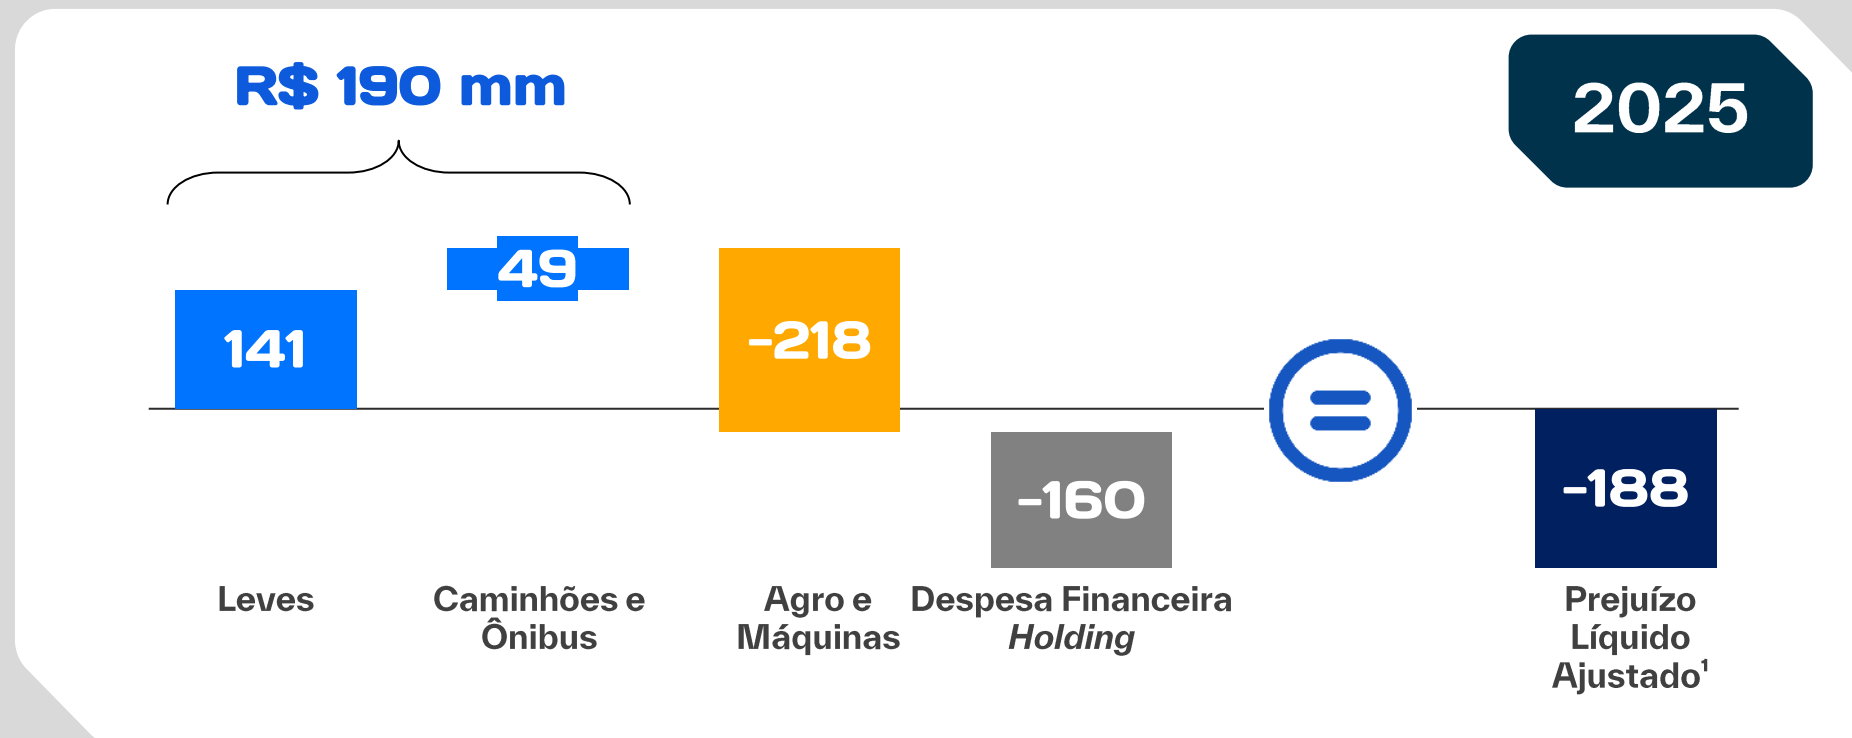 R$ 190 mm
2025
141
49
-218
-160
=
-188
Leves
Caminhões e
Ônibus
Agro e
Máquinas
Despesa Financeira
Holding
Prejuízo
Líquido
Ajustado¹